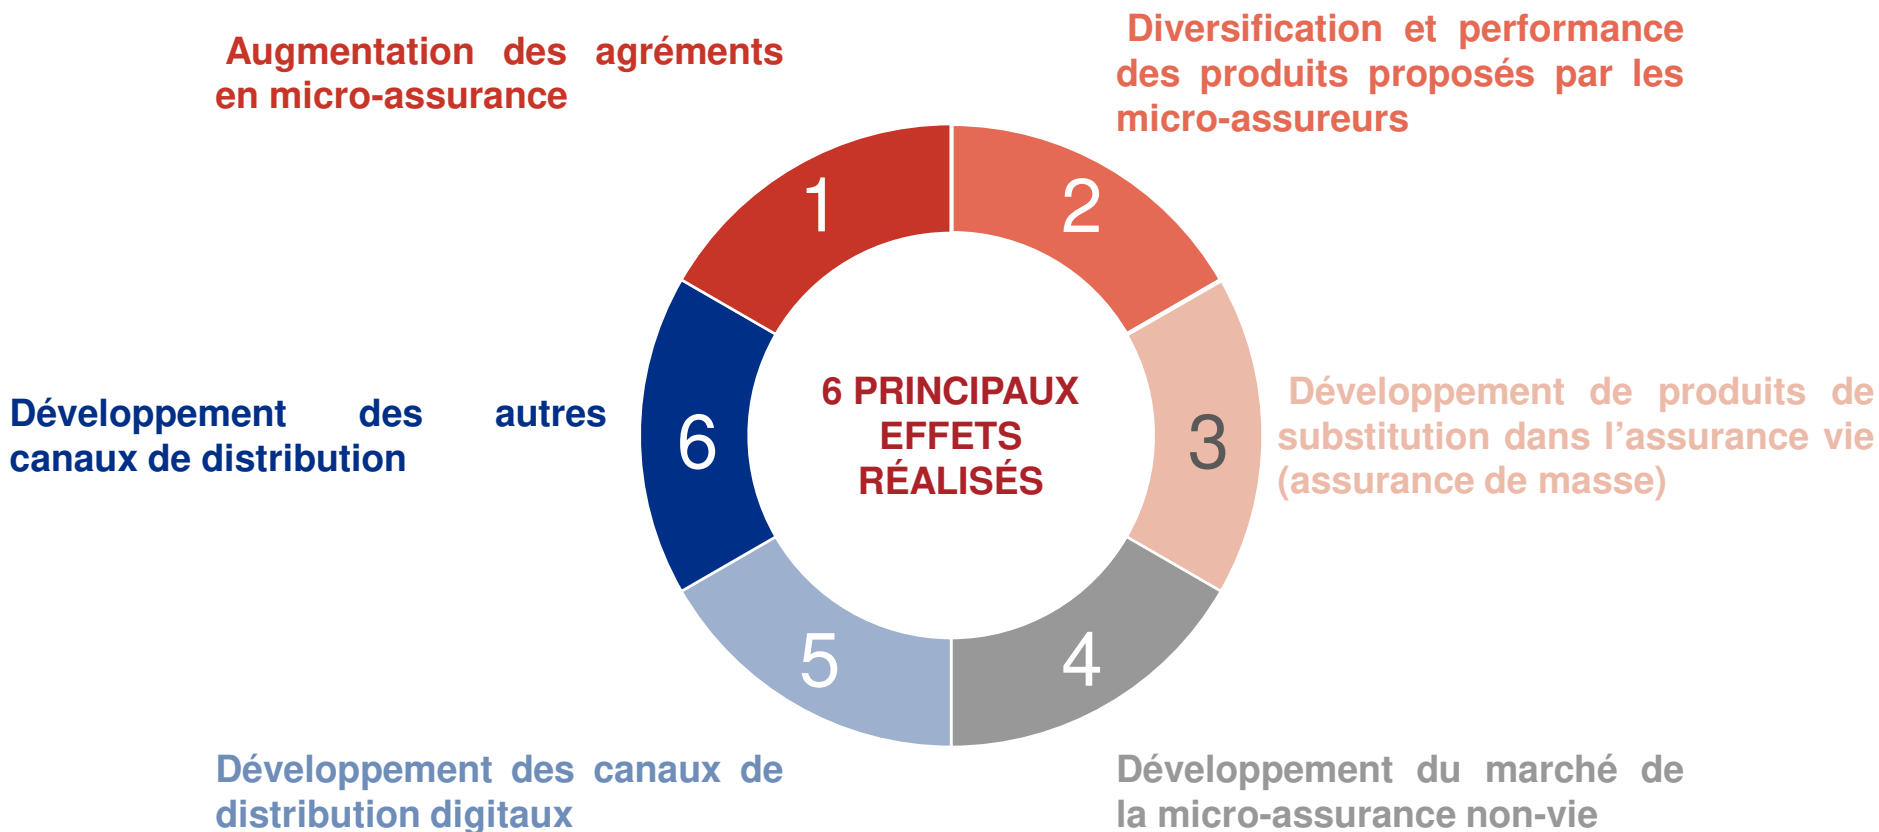 Augmentation des agréments
en micro-assurance
1
Diversification et performance
des produits proposés par les
micro-assureurs
2
Développement de produits de
substitution dans l’assurance vie
(assurance de masse)
3
Développement du marché de
la micro-assurance non-vie
4
Développement des canaux de
distribution digitaux
5
Développement des autres
canaux de distribution
6
6 PRINCIPAUX
EFFETS
RÉALISÉS